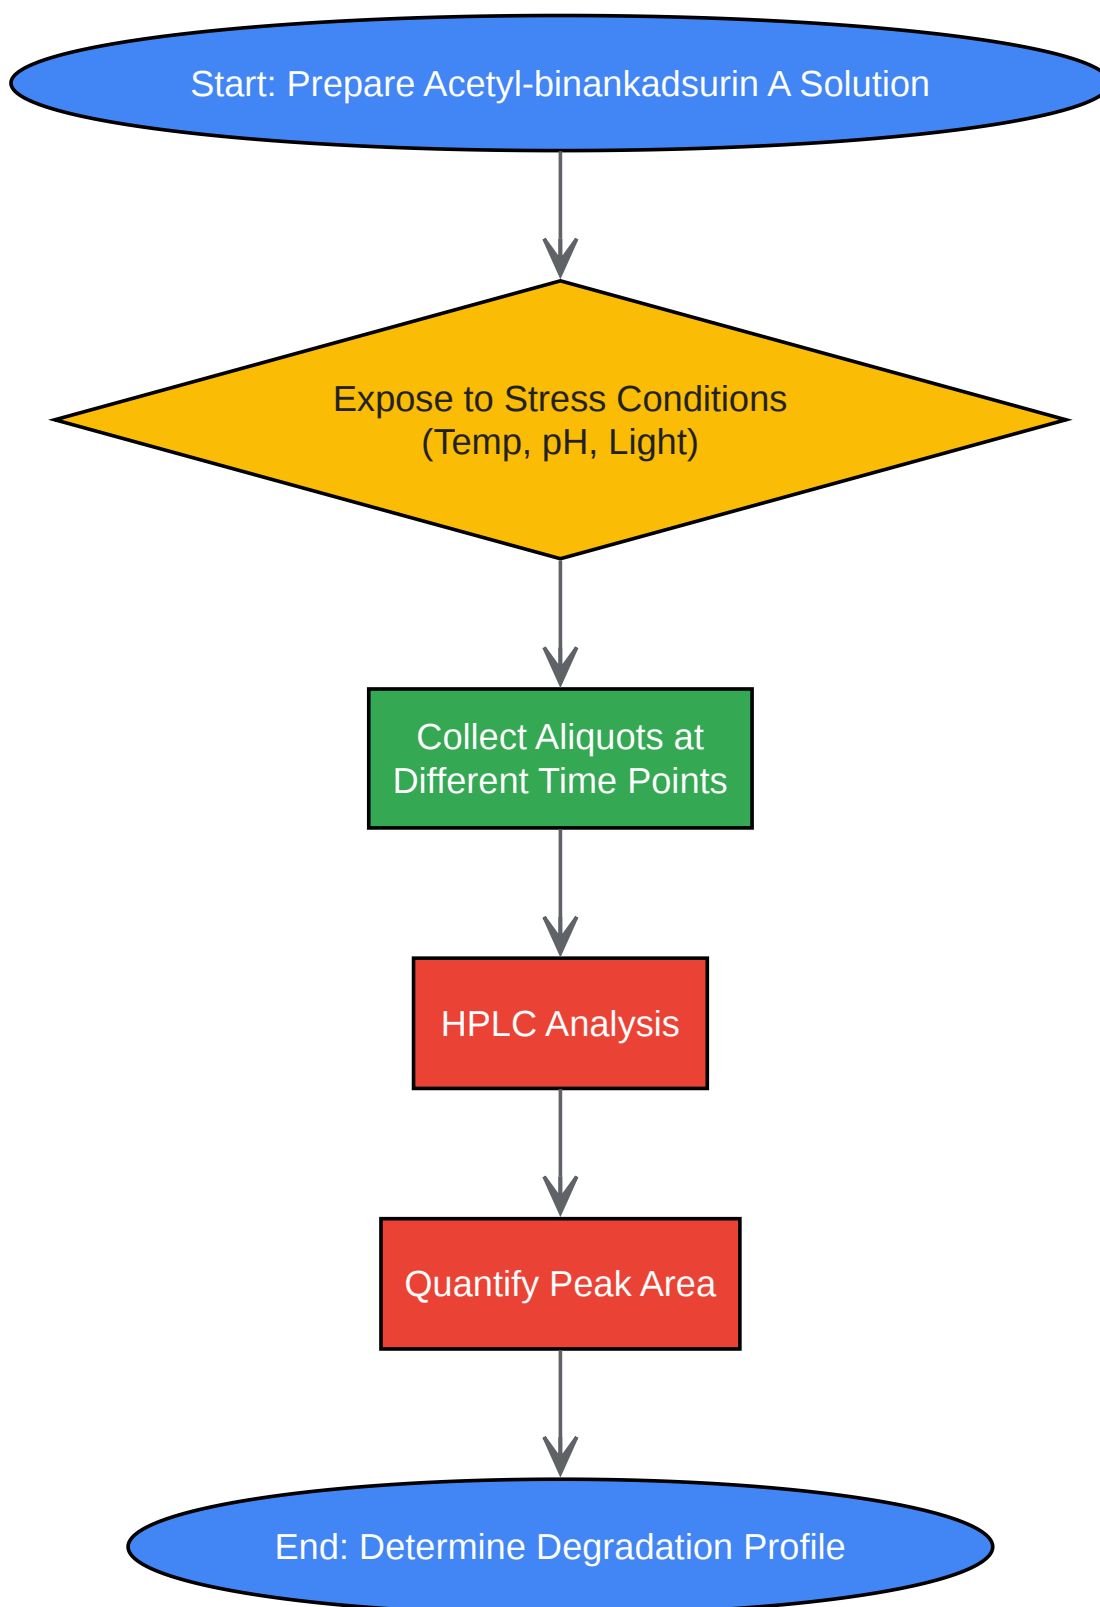 Start: Prepare Acetyl-binankadsurin A Solution
Expose to Stress Conditions
(Temp, pH, Light)
Collect Aliquots at
Different Time Points
HPLC Analysis
Quantify Peak Area
End: Determine Degradation Profile